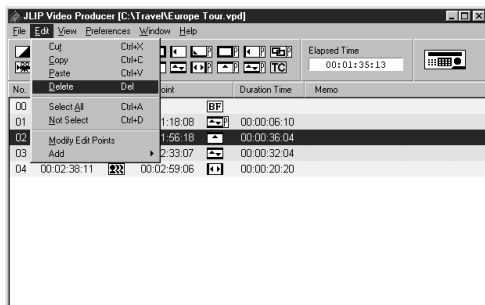 JLIP Video Producer [C:\Travel\Europe Tour.vpd]
File Edit View Preferences Window Help
Cut Ctrl+X
Copy Ctrl+C
Paste Ctrl+V
Delete Del
Select All Ctrl+A
Not Select Ctrl+D
Modify Edit Points
Add
P P P P
P P P P TC
Elapsed Time
00:01:35:13
No. oint Duration Time Memo
00 BF
01 1:18:08 P 00:00:06:10
02 1:56:18 00:00:36:04
03 2:33:07 00:00:32:04
04 00:02:38:11 00:02:59:06 00:00:20:20